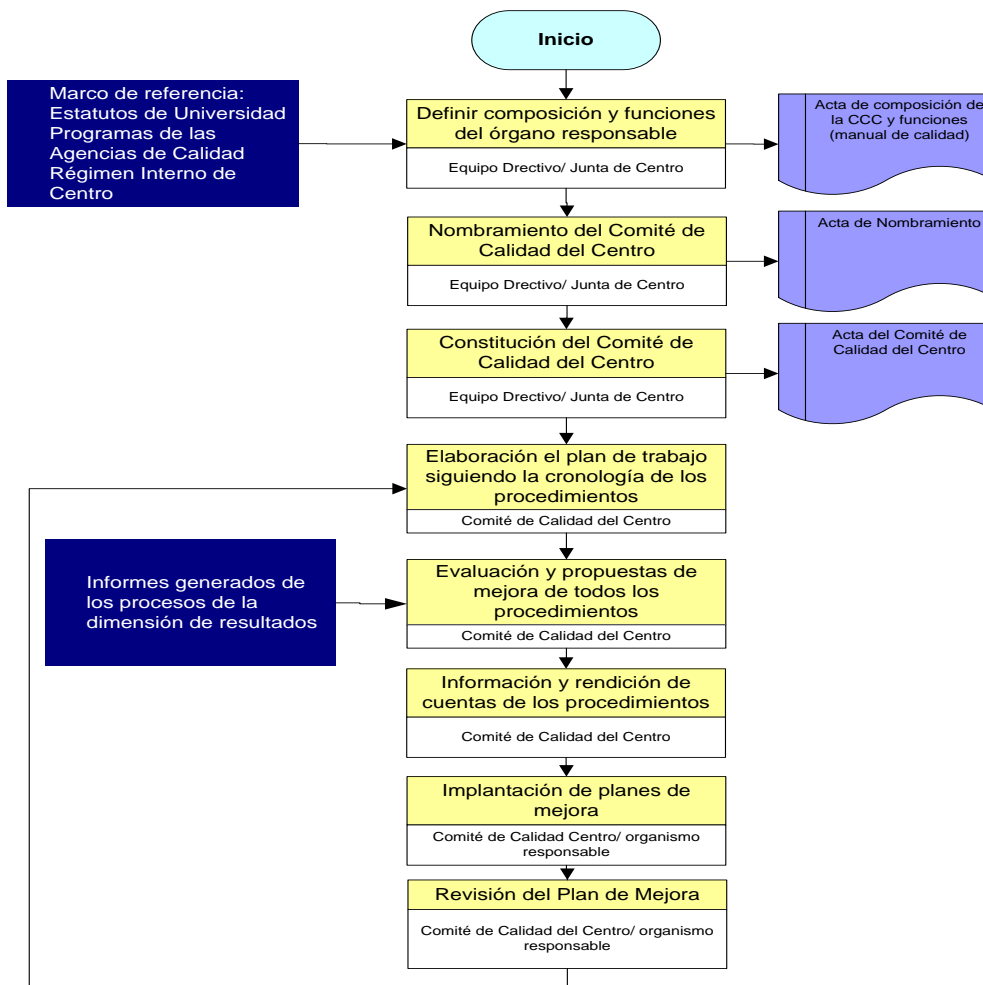 Inicio
Marco de referencia:
Estatutos de Universidad
Programas de las
Agencias de Calidad
Régimen Interno de
Centro
Definir composición y funciones
del órgano responsable
Equipo Directivo/ Junta de Centro
Acta de composición de
la CCC y funciones
(manual de calidad)
Nombramiento del Comité de
Calidad del Centro
Equipo Directivo/ Junta de Centro
Acta de Nombramiento
Constitución del Comité de
Calidad del Centro
Equipo Directivo/ Junta de Centro
Acta del Comité de
Calidad del Centro
Elaboración el plan de trabajo
siguiendo la cronología de los
procedimientos
Comité de Calidad del Centro
Informes generados de
los procesos de la
dimensión de resultados
Evaluación y propuestas de
mejora de todos los
procedimientos
Comité de Calidad del Centro
Información y rendición de
cuentas de los procedimientos
Comité de Calidad del Centro
Implantación de planes de
mejora
Comité de Calidad Centro/ organismo
responsable
Revisión del Plan de Mejora
Comité de Calidad del Centro/ organismo
responsable